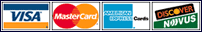 VISA
MasterCard
AMERICAN
EXPRESS
Cards
DISCOVER
NOVUS